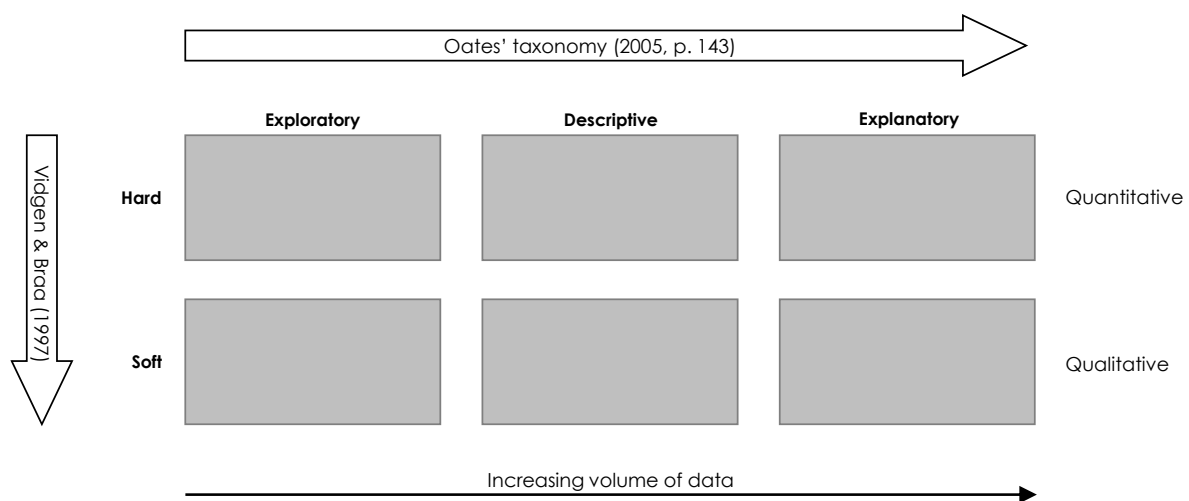 Oates’ taxonomy (2005, p. 143)
Exploratory
Descriptive
Explanatory
Vidgen & Braa (1997)
Hard
Quantitative
Soft
Qualitative
Increasing volume of data